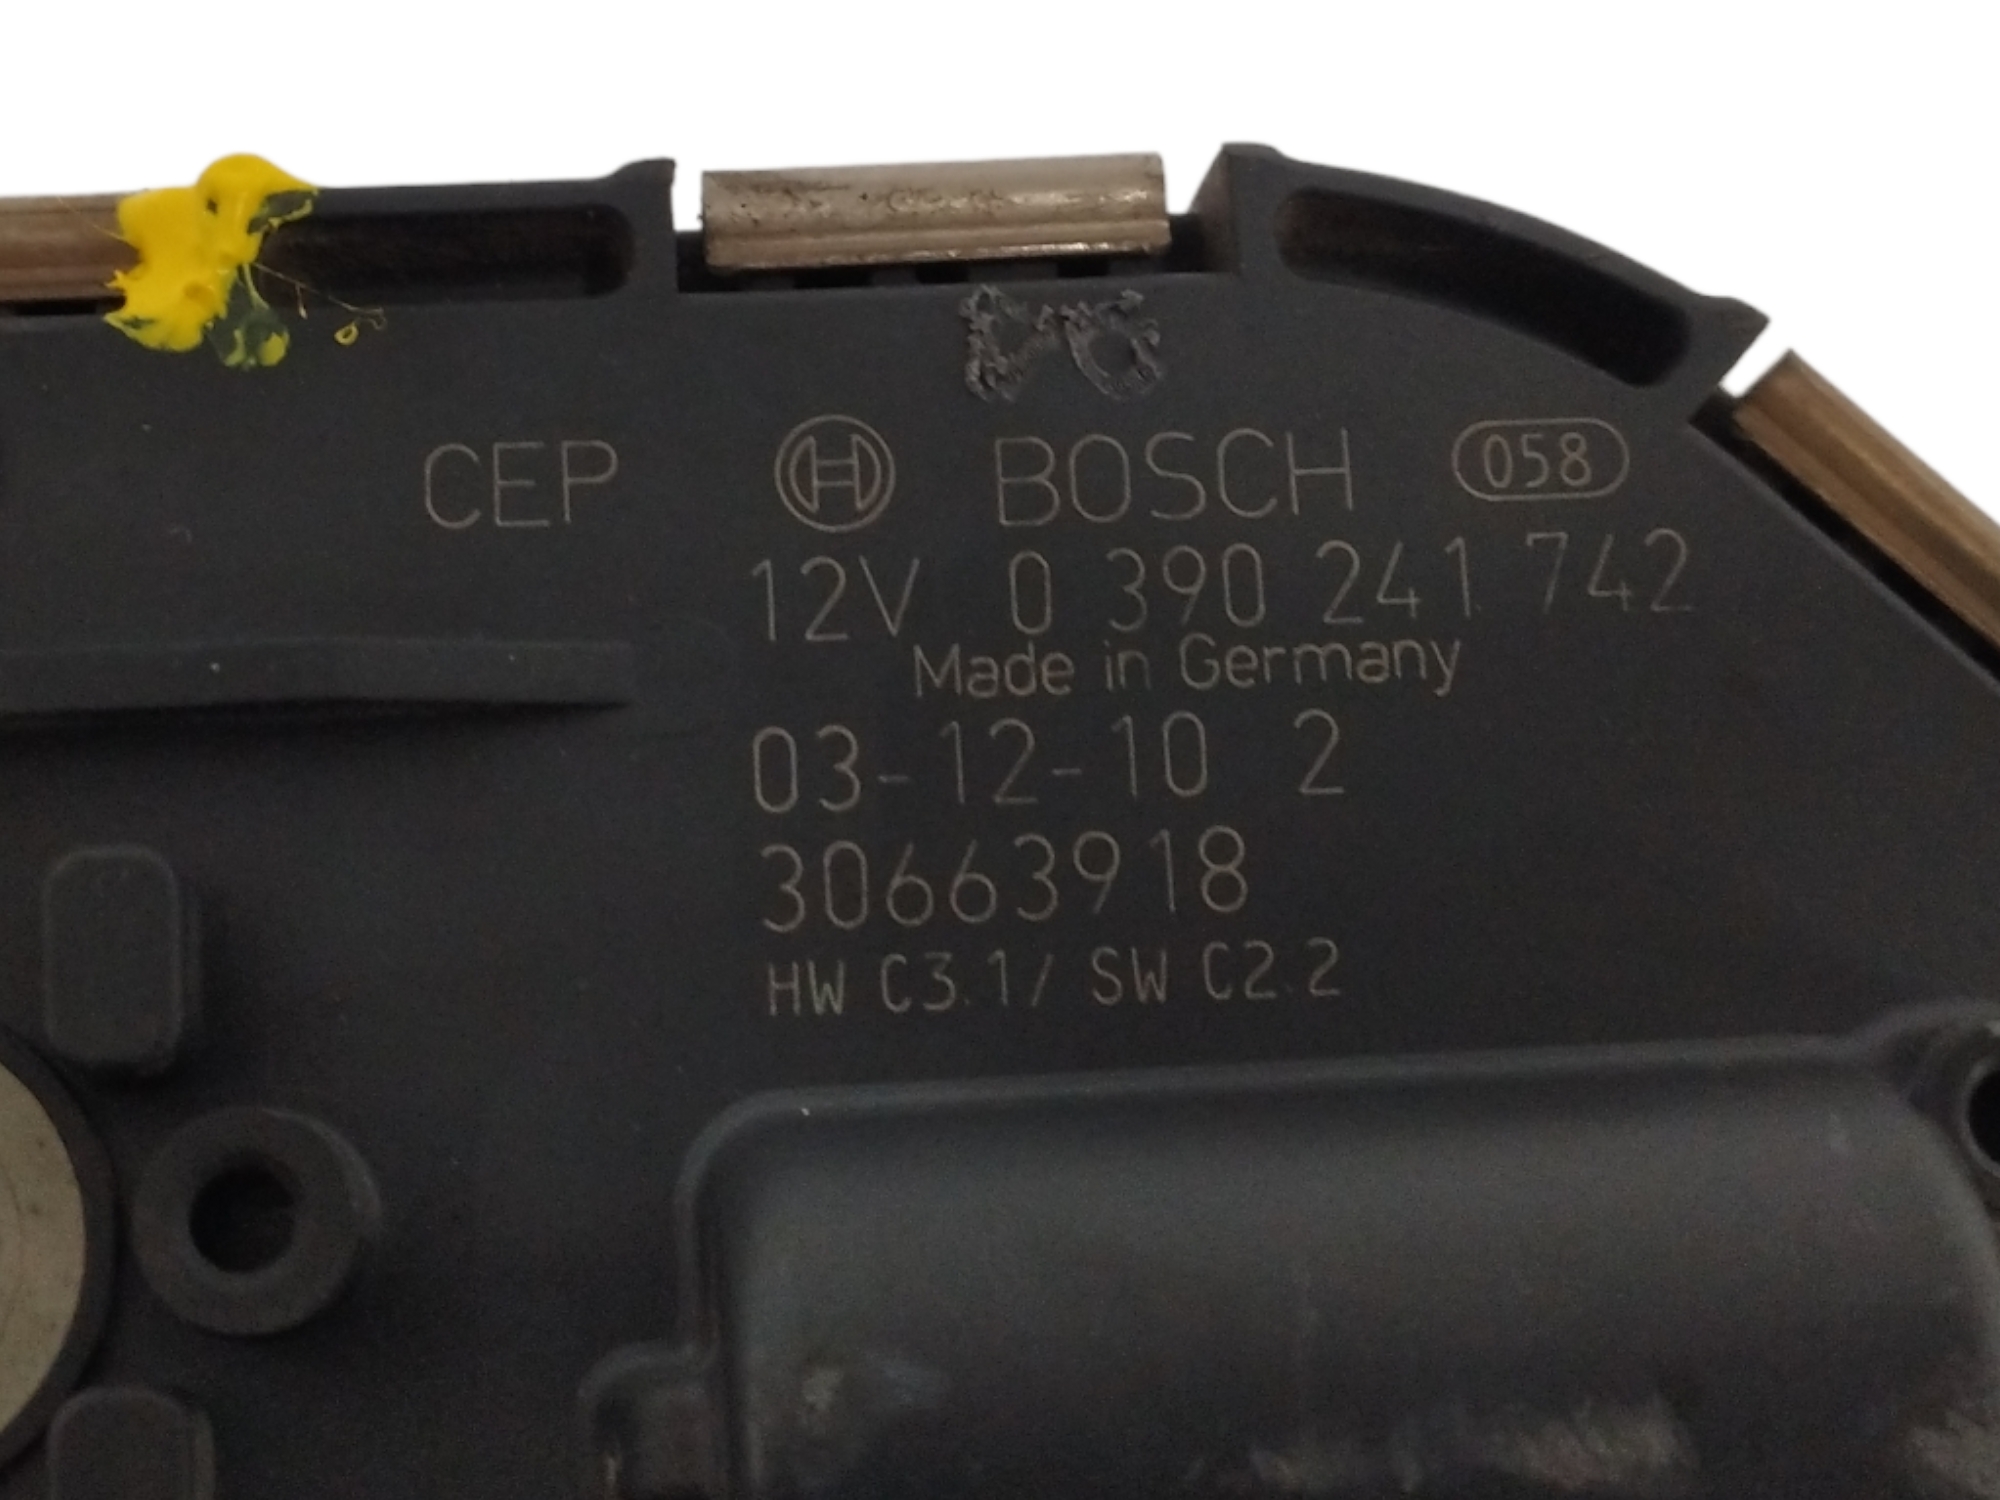 CEP BOSCH 058
12V 0 390 241 742
Made in Germany
03-12-10 2
30663918
HW C3.1/ SW C2.2